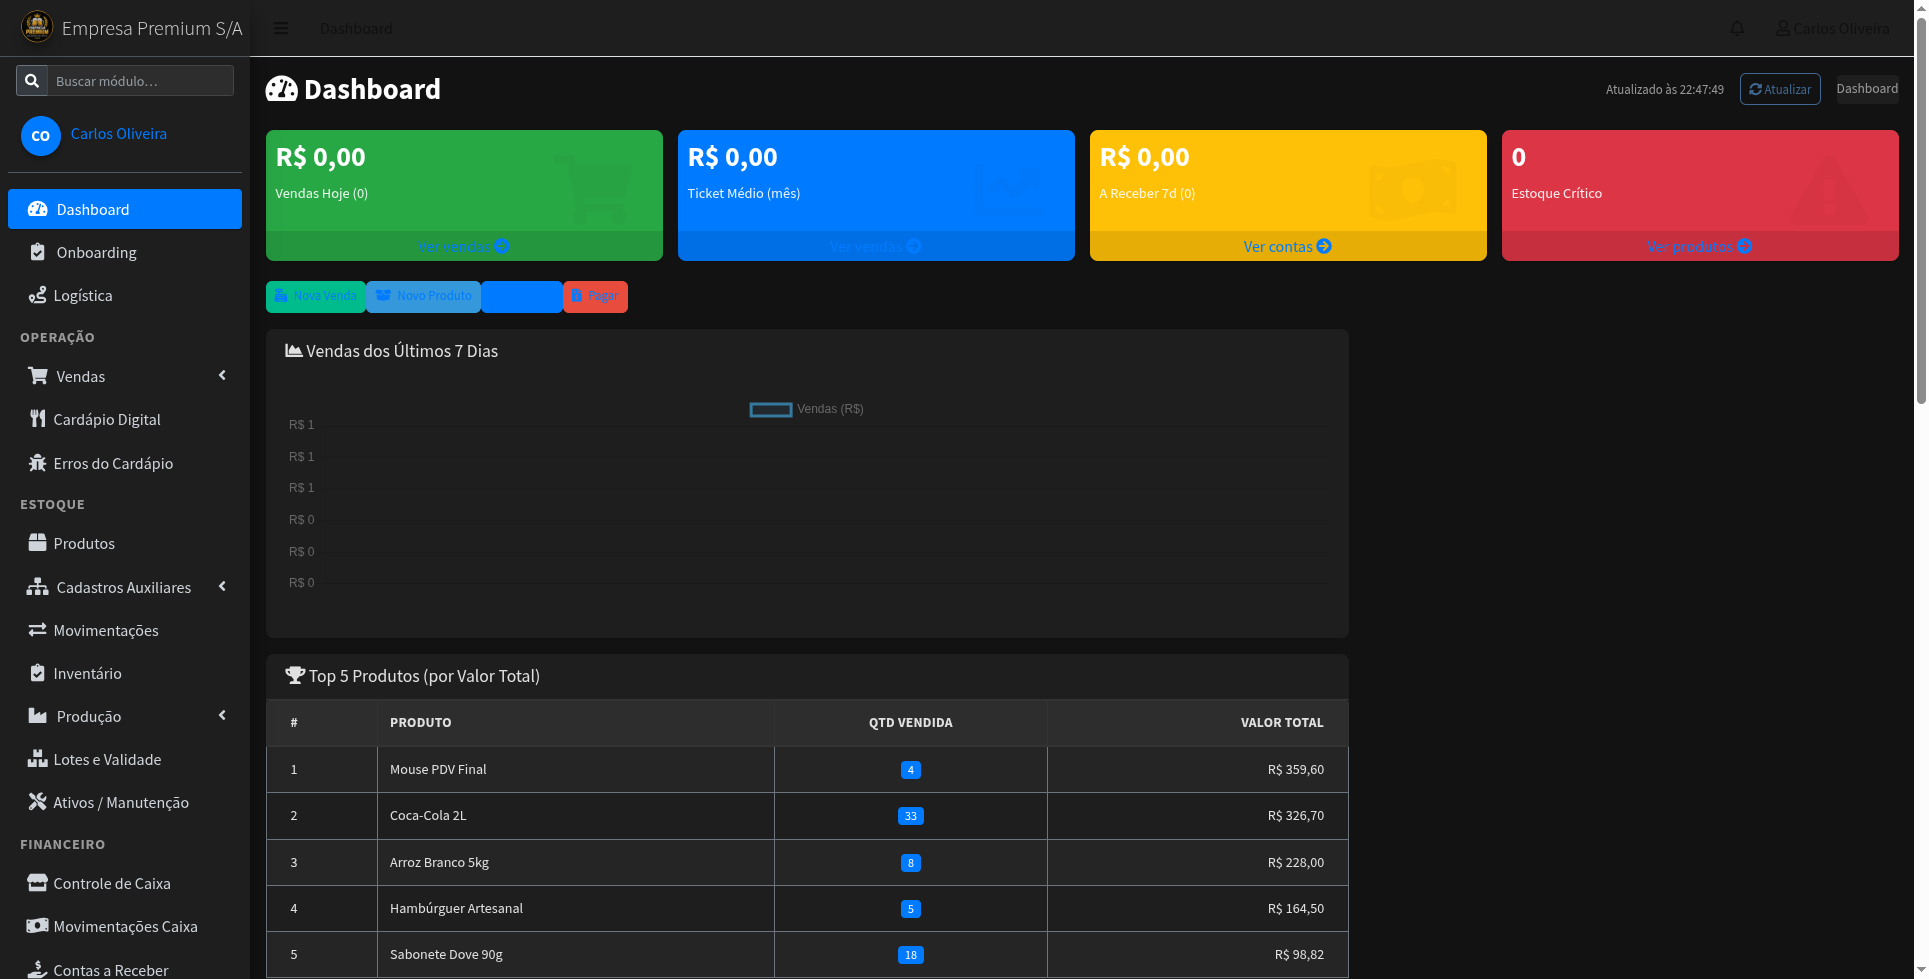 Empresa Premium S/A
Dashboard
Carlos Oliveira
Buscar módulo...
CO
Carlos Oliveira
Dashboard
Onboarding
Logística
OPERAÇÃO
Vendas
Cardápio Digital
Erros do Cardápio
ESTOQUE
Produtos
Cadastros Auxiliares
Movimentações
Inventário
Produção
Lotes e Validade
Ativos / Manutenção
FINANCEIRO
Controle de Caixa
Movimentações Caixa
Contas a Receber
Dashboard
Atualizado às 22:47:49
Atualizar
Dashboard
R$ 0,00
Vendas Hoje (0)
Ver vendas
R$ 0,00
Ticket Médio (mês)
Ver vendas
R$ 0,00
A Receber 7d (0)
Ver contas
0
Estoque Crítico
Ver produtos
Nova Venda
Novo Produto
Pagar
Vendas dos Últimos 7 Dias
Vendas (R$)
R$ 1
R$ 1
R$ 1
R$ 0
R$ 0
R$ 0
Top 5 Produtos (por Valor Total)
# PRODUTO QTD VENDIDA VALOR TOTAL
1 Mouse PDV Final 4 R$ 359,60
2 Coca-Cola 2L 33 R$ 326,70
3 Arroz Branco 5kg 8 R$ 228,00
4 Hambúrguer Artesanal 5 R$ 164,50
5 Sabonete Dove 90g 18 R$ 98,82